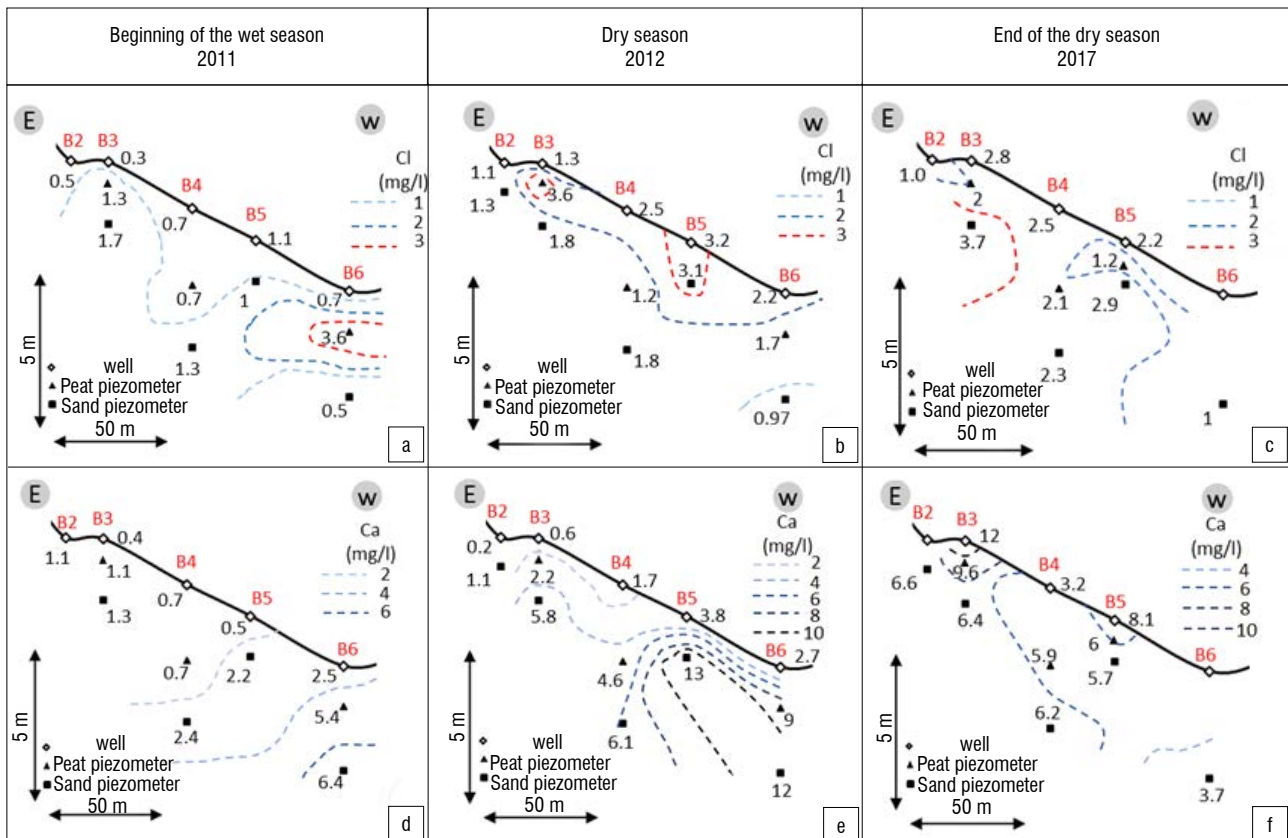 Beginning of the wet season
2011
Dry season
2012
End of the dry season
2017
E
W
B2
B3
0.3
0.5
1.3
1.7
B4
0.7
B5
1.1
0.7
1
1.3
B6
0.7
3.6
0.5
Cl
(mg/l)
1
2
3
5 m
well
Peat piezometer
Sand piezometer
50 m
a
E
W
B2
B3
1.3
1.1
1.3
3.6
1.8
B4
2.5
B5
3.2
3.1
1.2
1.8
B6
2.2
1.7
0.97
Cl
(mg/l)
1
2
3
5 m
well
Peat piezometer
Sand piezometer
50 m
b
E
W
B2
B3
2.8
1.0
2
3.7
B4
2.5
B5
2.2
1.2
2.1
2.9
2.3
B6
1
Cl
(mg/l)
1
2
3
5 m
well
Peat piezometer
Sand piezometer
50 m
c
E
W
B2
B3
0.4
1.1
1.1
1.3
B4
0.7
B5
0.5
0.7
2.2
2.4
B6
2.5
5.4
6.4
Ca
(mg/l)
2
4
6
5 m
well
Peat piezometer
Sand piezometer
50 m
d
E
W
B2
B3
0.6
0.2
1.1
2.2
5.8
B4
1.7
B5
3.8
13
4.6
6.1
B6
2.7
9
12
Ca
(mg/l)
2
4
6
8
10
5 m
well
Peat piezometer
Sand piezometer
50 m
e
E
W
B2
B3
12
9.6
6.6
6.4
B4
3.2
B5
8.1
6
5.9
5.7
6.2
B6
3.7
Ca
(mg/l)
4
6
8
10
5 m
well
Peat piezometer
Sand piezometer
50 m
f